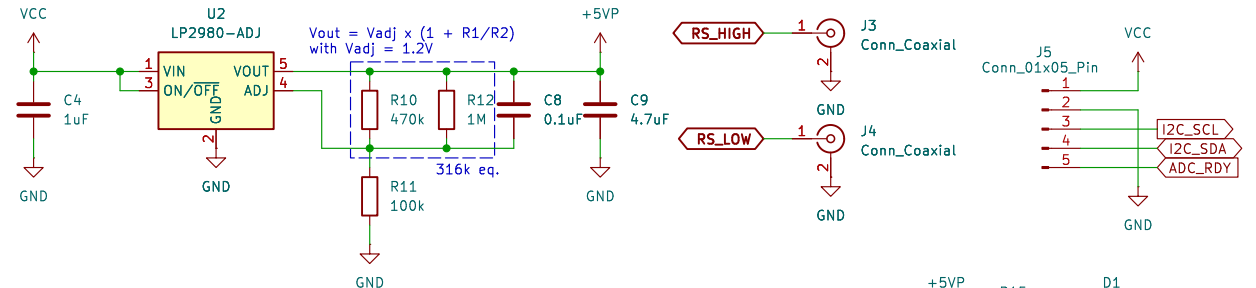 VCC
U2
LP2980-ADJ
Vout = Vadj x (1 + R1/R2)
with Vadj = 1.2V
+5VP
1
VIN
VOUT
5
3
ON/OFF
ADJ
4
GND
2
GND
C4
1uF
GND
R10
470k
R12
1M
C8
0.1uF
C9
4.7uF
316k eq.
GND
R11
100k
GND
RS_HIGH
1
J3
Conn_Coaxial
2
GND
RS_LOW
1
J4
Conn_Coaxial
2
GND
VCC
J5
Conn_01x05_Pin
1
2
3
I2C_SCL
4
I2C_SDA
5
ADC_RDY
GND
+5VP
D1